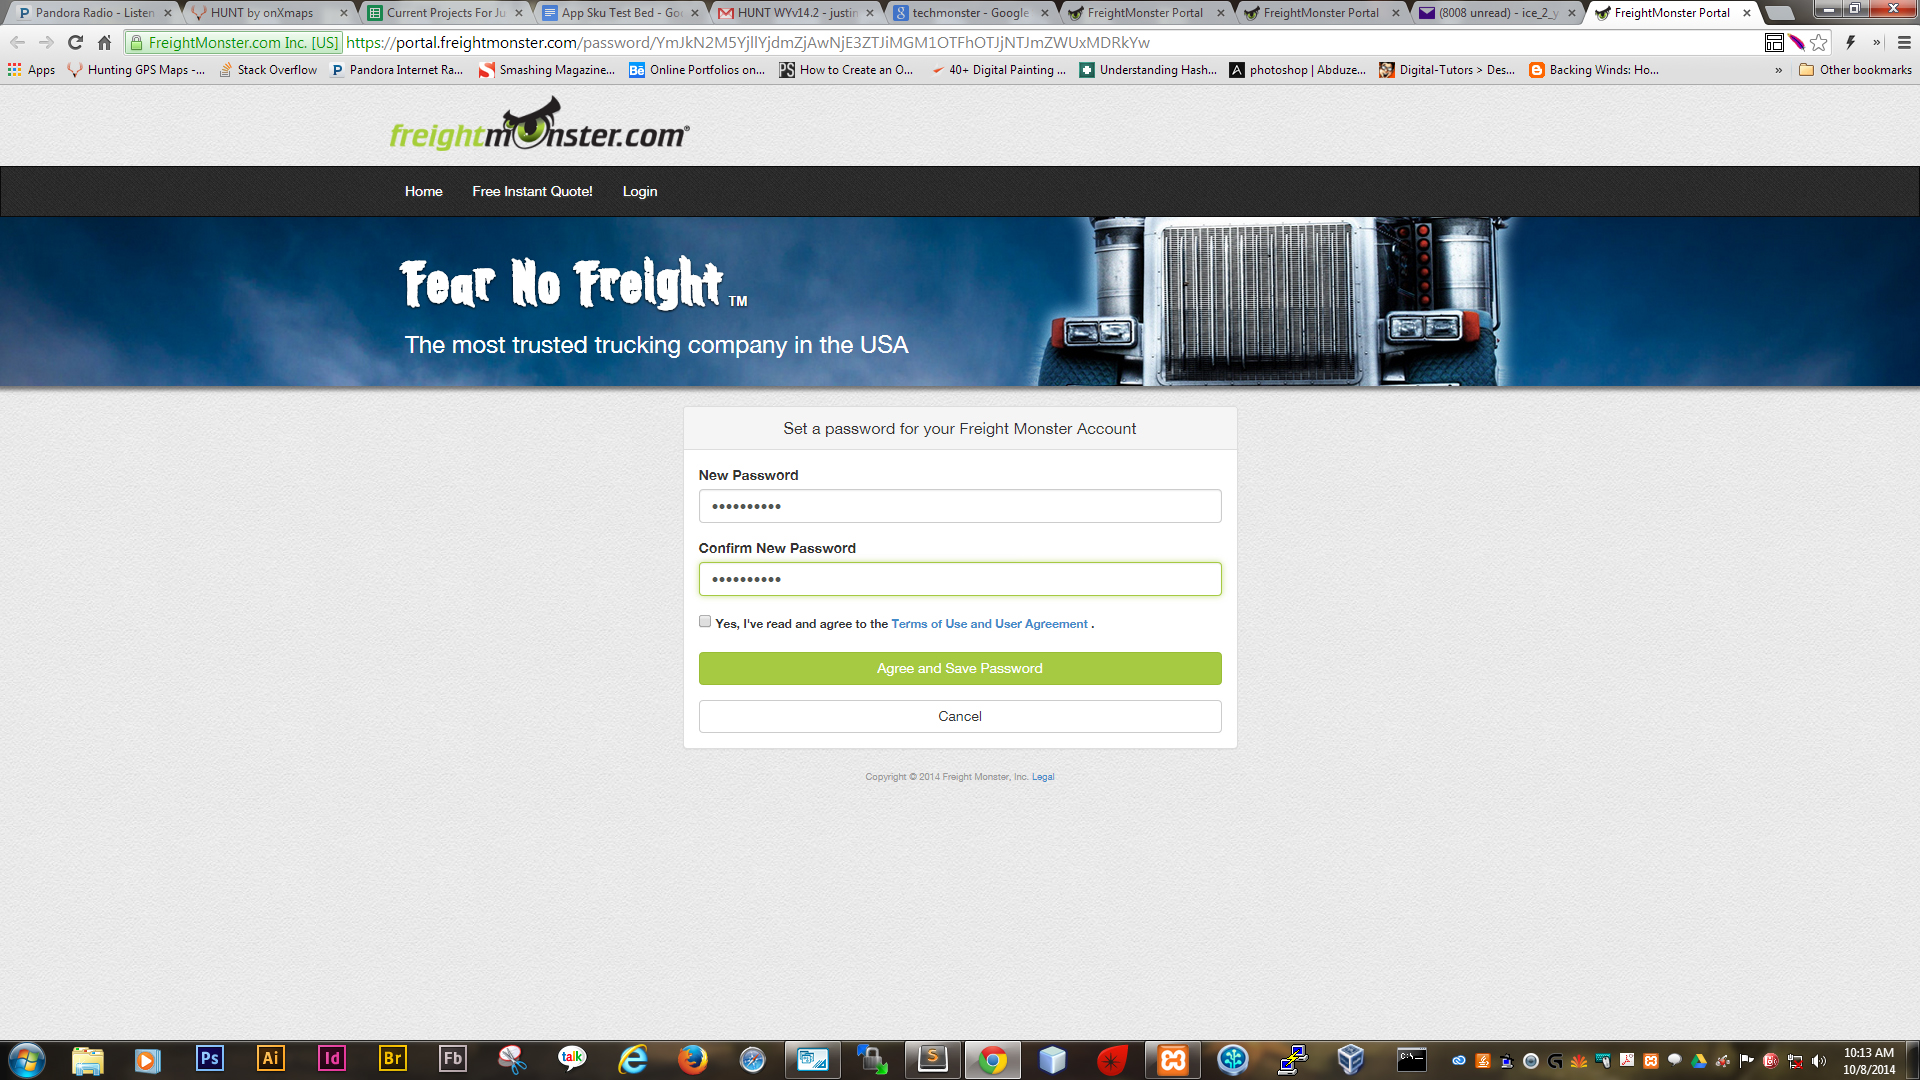 Pandora Radio - Listen
HUNT by onXmaps
Current Projects For Ju
App Sku Test Bed - Goo
HUNT WYv14.2 - justin
techmonster - Google
FreightMonster Portal
FreightMonster Portal
(8008 unread) - ice_2_y
FreightMonster Portal
FreightMonster.com Inc. [US] https://portal.freightmonster.com/password/YmJkN2M5YjllYjdmZjAwNjE3ZTJiMGM1OTFhOTJjNTJmZWUxMDRkYw
Apps
Hunting GPS Maps -...
Stack Overflow
Pandora Internet Ra...
Smashing Magazine...
Online Portfolios on...
How to Create an O...
40+ Digital Painting ...
Understanding Hash...
photoshop | Abduze...
Digital-Tutors > Des...
Backing Winds: Ho...
» Other bookmarks
freightmonster.com®
Home Free Instant Quote! Login
Fear No Freight TM
The most trusted trucking company in the USA
Set a password for your Freight Monster Account
New Password
••••••••••
Confirm New Password
••••••••••
Yes, I've read and agree to the Terms of Use and User Agreement .
Agree and Save Password
Cancel
Copyright © 2014 Freight Monster, Inc. Legal
Ps Ai Id Br Fb talk S
10:13 AM
10/8/2014